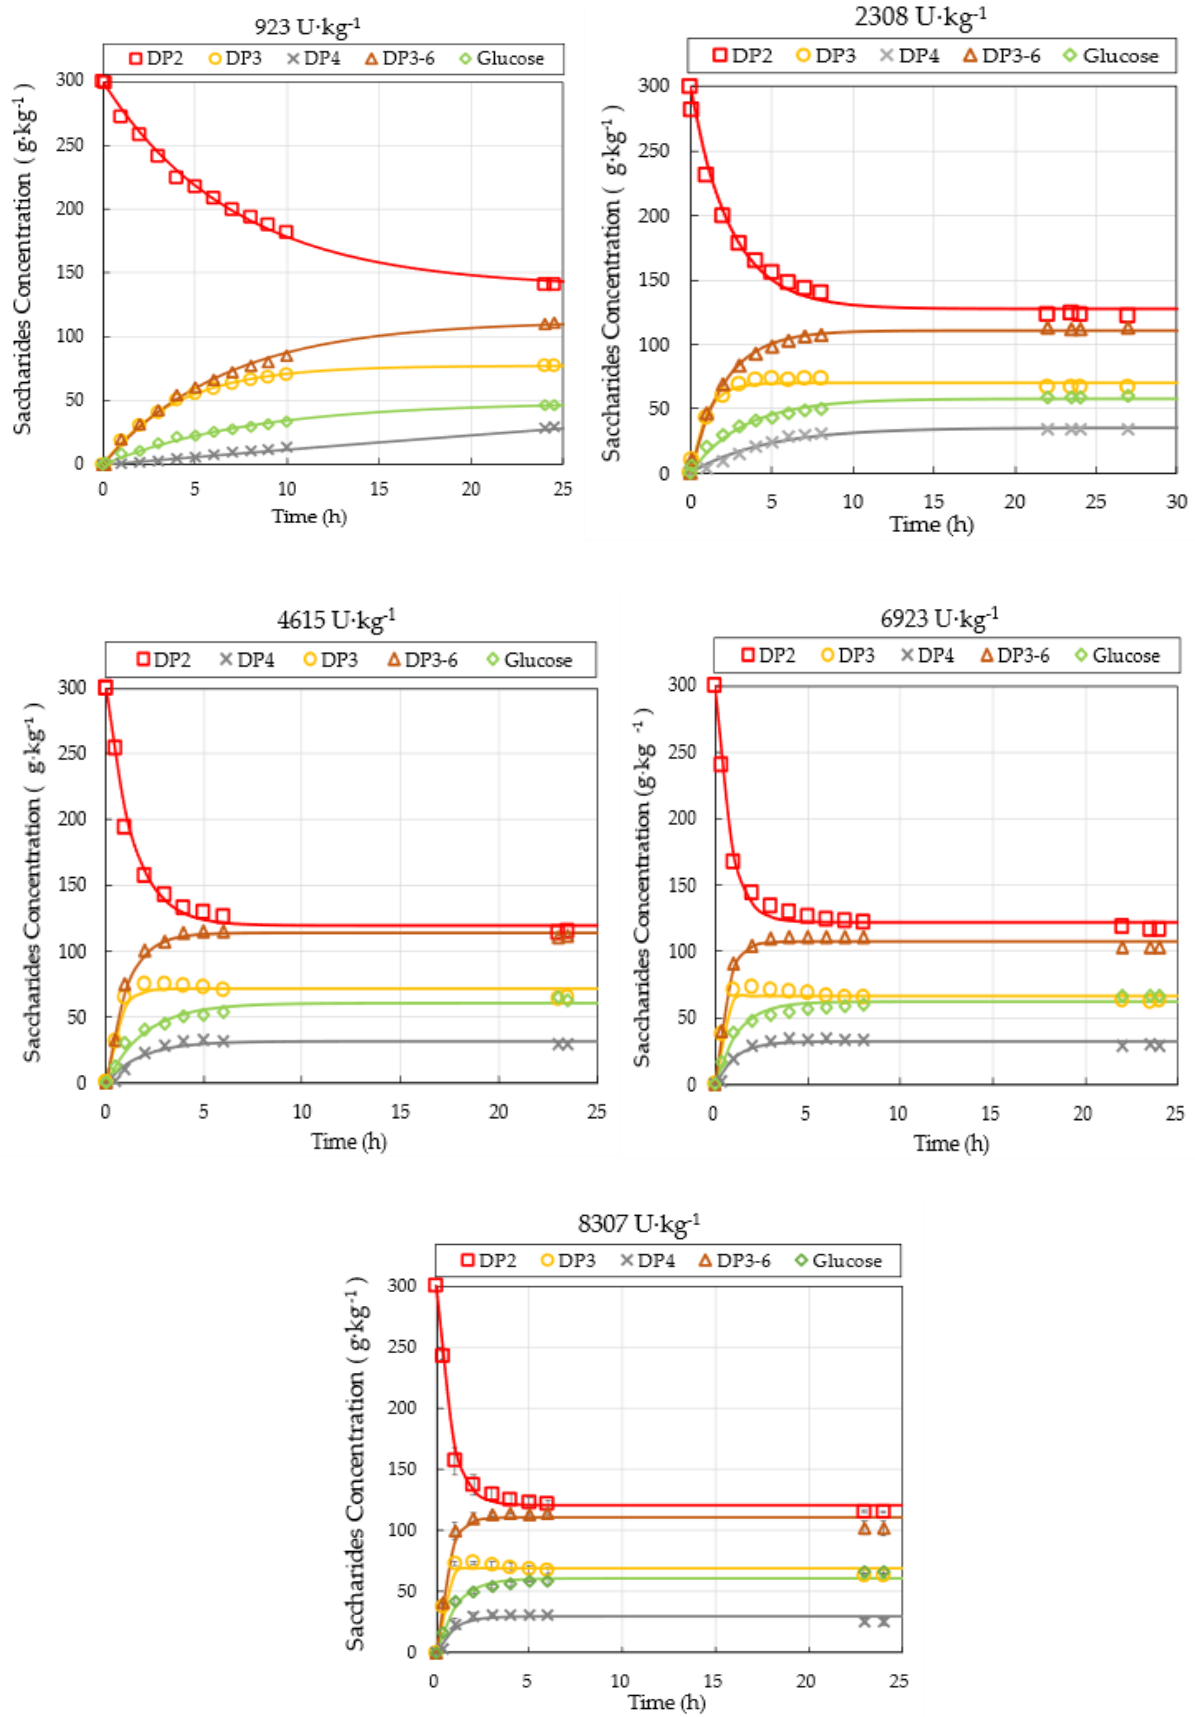 923 U·kg-1
DP2 DP3 DP4 DP3-6 Glucose
Saccharides Concentration ( g·kg-1 )
300
250
200
150
100
50
0
0 5 10 15 20 25
Time (h)
2308 U·kg-1
DP2 DP3 DP4 DP3-6 Glucose
Saccharides Concentration ( g·kg-1 )
300
250
200
150
100
50
0
0 5 10 15 20 25 30
Time (h)
4615 U·kg-1
DP2 DP4 DP3 DP3-6 Glucose
Saccharides Concentration ( g·kg-1 )
300
250
200
150
100
50
0
0 5 10 15 20 25
Time (h)
6923 U·kg-1
DP2 DP3 DP4 DP3-6 Glucose
Saccharides Concentration ( g·kg -1 )
300
250
200
150
100
50
0
0 5 10 15 20 25
Time (h)
8307 U·kg-1
DP2 DP3 DP4 DP3-6 Glucose
Saccharides Concentration ( g·kg-1 )
300
250
200
150
100
50
0
0 5 10 15 20 25
Time (h)